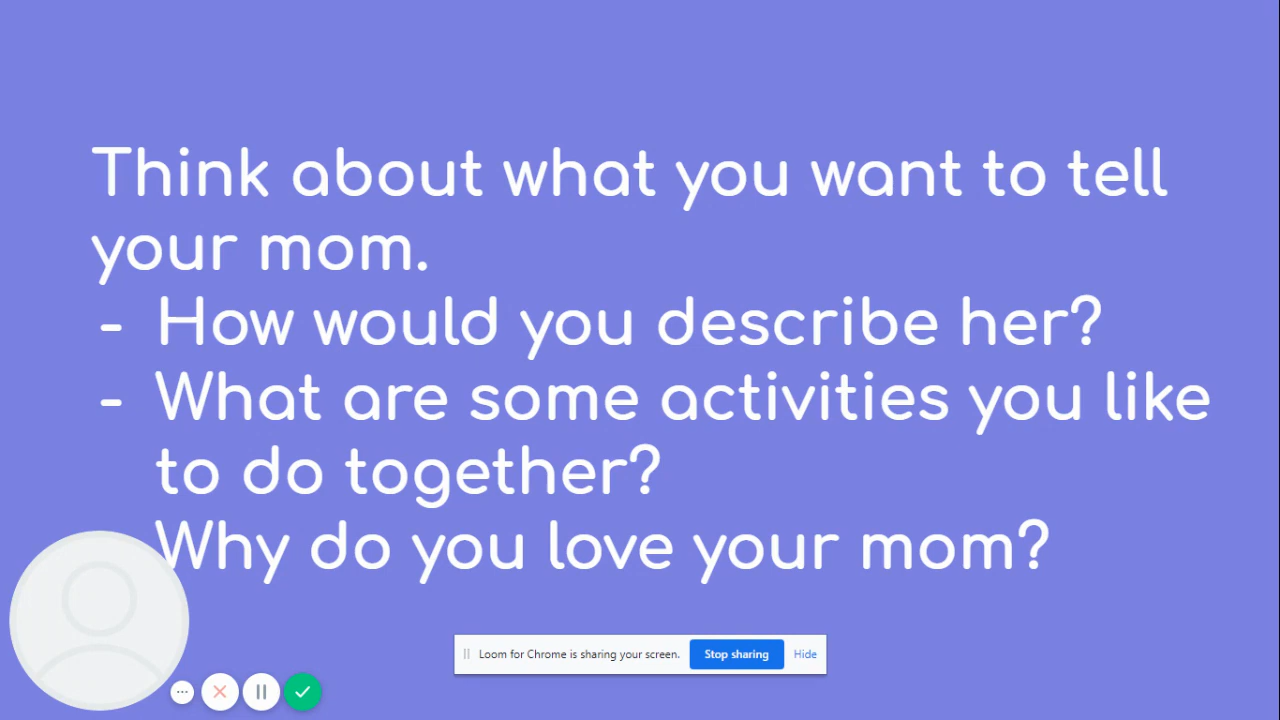 Think about what you want to tell
your mom.
- How would you describe her?
- What are some activities you like
to do together?
Why do you love your mom?
Loom for Chrome is sharing your screen. Stop sharing Hide